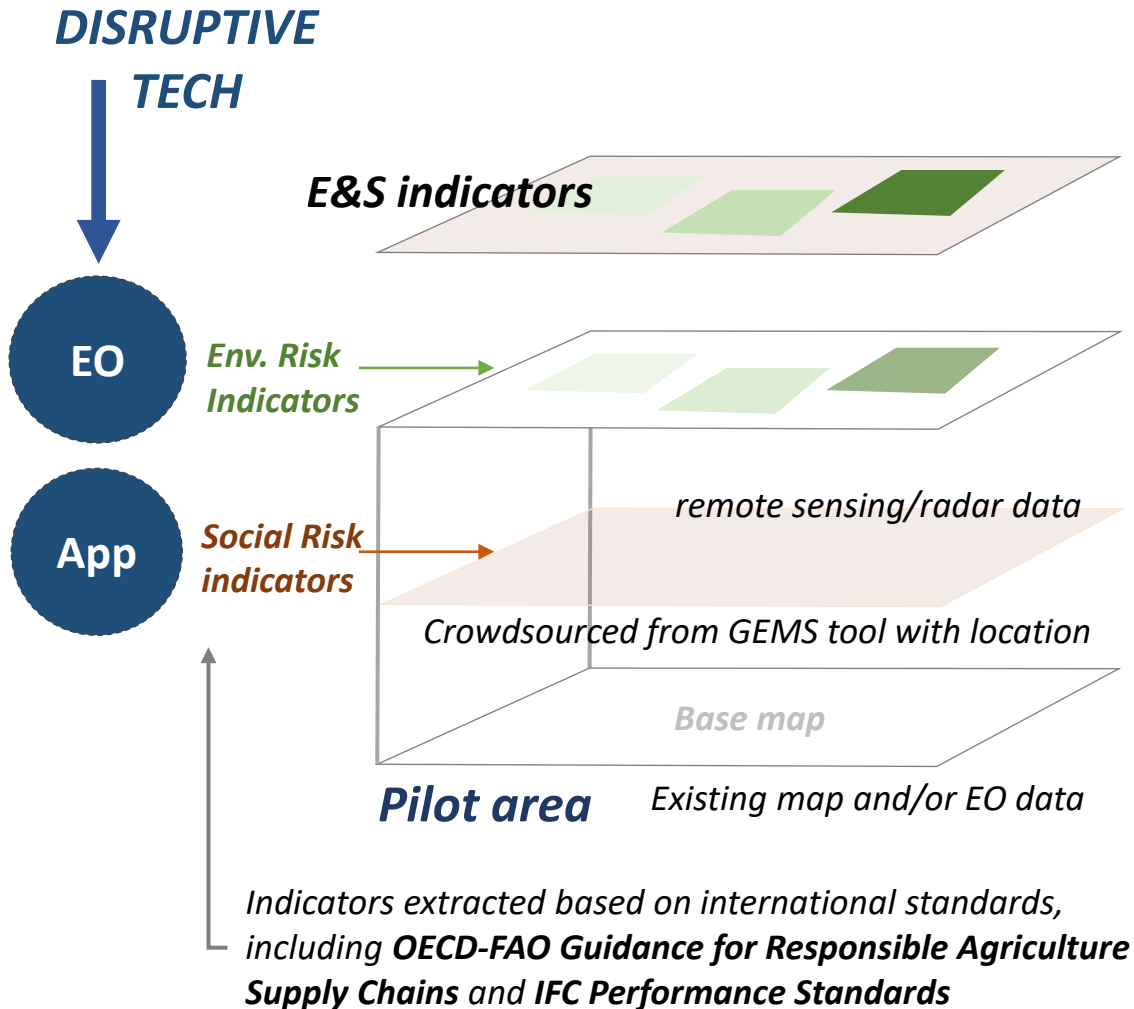 DISRUPTIVE
TECH
E&S indicators
EO
Env. Risk
Indicators
remote sensing/radar data
App
Social Risk
indicators
Crowdsourced from GEMS tool with location
Base map
Pilot area
Existing map and/or EO data
Indicators extracted based on international standards,
including OECD-FAO Guidance for Responsible Agriculture
Supply Chains and IFC Performance Standards